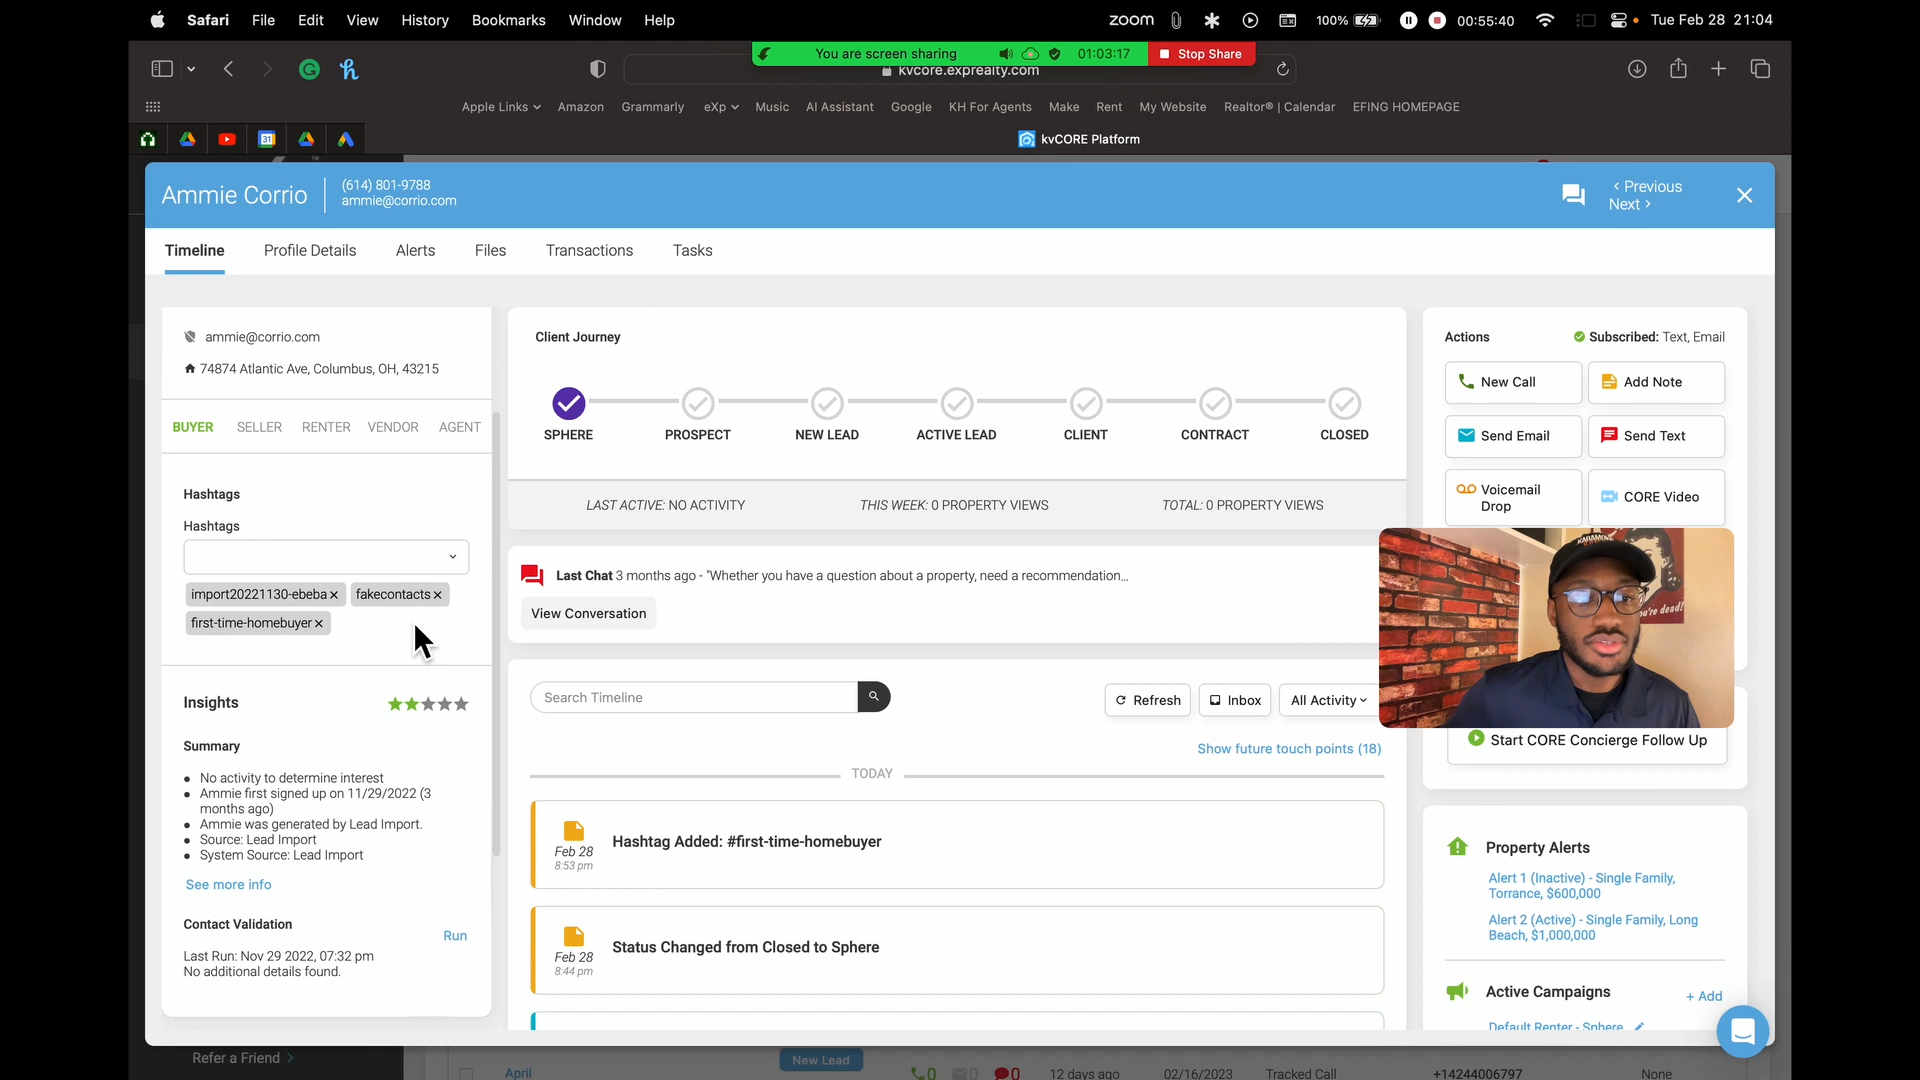 Safari File Edit View History Bookmarks Window Help
zoom 100% 00:55:40 Tue Feb 28 21:04
You are screen sharing 01:03:17 Stop Share
kvcore.exprealty.com
Apple Links Amazon Grammarly eXp Music AI Assistant Google KH For Agents Make Rent My Website Realtor® | Calendar EFING HOMEPAGE
31
kvCORE Platform
Ammie Corrio
(614) 801-9788
ammie@corrio.com
< Previous
Next >
Timeline Profile Details Alerts Files Transactions Tasks
ammie@corrio.com
74874 Atlantic Ave, Columbus, OH, 43215
BUYER SELLER RENTER VENDOR AGENT
Hashtags
Hashtags
import20221130-ebeba × fakecontacts ×
first-time-homebuyer ×
Insights
Summary
No activity to determine interest
Ammie first signed up on 11/29/2022 (3
months ago)
Ammie was generated by Lead Import.
Source: Lead Import
System Source: Lead Import
See more info
Contact Validation
Run
Last Run: Nov 29 2022, 07:32 pm
No additional details found.
Client Journey
SPHERE PROSPECT NEW LEAD ACTIVE LEAD CLIENT CONTRACT CLOSED
LAST ACTIVE: NO ACTIVITY THIS WEEK: 0 PROPERTY VIEWS TOTAL: 0 PROPERTY VIEWS
Last Chat 3 months ago - "Whether you have a question about a property, need a recommendation...
View Conversation
Search Timeline
Refresh Inbox All Activity
Show future touch points (18)
TODAY
Feb 28
8:53 pm
Hashtag Added: #first-time-homebuyer
Feb 28
8:44 pm
Status Changed from Closed to Sphere
Actions Subscribed: Text, Email
New Call Add Note
Send Email Send Text
Voicemail
Drop
CORE Video
KARAMONT
you're dead!
Start CORE Concierge Follow Up
Property Alerts
Alert 1 (Inactive) - Single Family,
Torrance, $600,000
Alert 2 (Active) - Single Family, Long
Beach, $1,000,000
Active Campaigns + Add
Default Renter - Sphere
Refer a Friend >
New Lead
April 0 0 0 12 days ago 02/16/2023 Tracked Call +14244006797 None